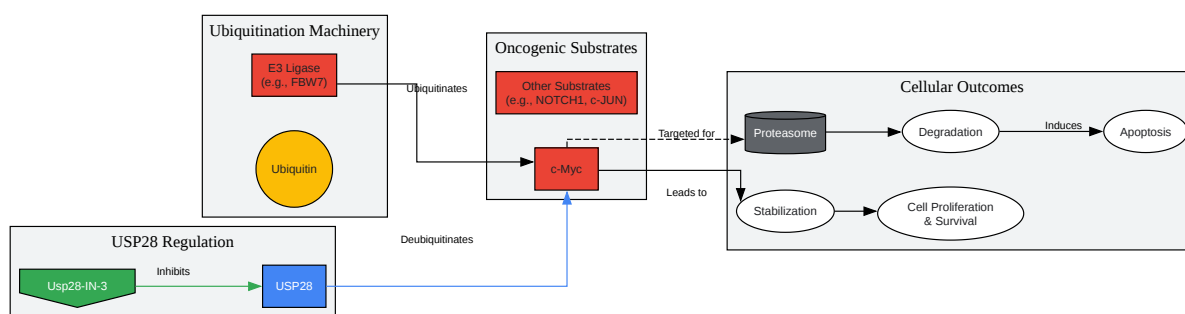 Ubiquitination Machinery
E3 Ligase
(e.g., FBW7)
Ubiquitinates
Ubiquitin
Oncogenic Substrates
Other Substrates
(e.g., NOTCH1, c-JUN)
c-Myc
Targeted for
Leads to
Cellular Outcomes
Proteasome
Degradation
Induces
Apoptosis
Stabilization
Cell Proliferation
& Survival
USP28 Regulation
Usp28-IN-3
Inhibits
USP28
Deubiquitinates